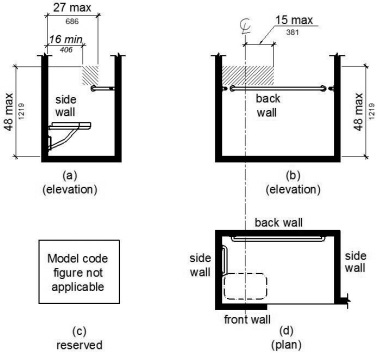 27 max
686
16 min
406
48 max
1219
side
wall
(a)
(elevation)
℄
15 max
381
back
wall
48 max
1219
(b)
(elevation)
Model code
figure not
applicable
(c)
reserved
back wall
side
wall
side
wall
front wall
(d)
(plan)